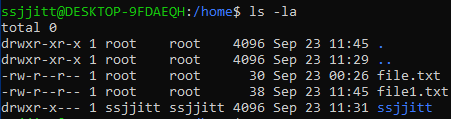 ssjjitt@DESKTOP-9FDAEQH:/home$ ls -la
total 0
drwxr-xr-x 1 root    root    4096 Sep 23 11:45 .
drwxr-xr-x 1 root    root    4096 Sep 23 11:29 ..
-rw-r--r-- 1 root    root      30 Sep 23 00:26 file.txt
-rw-r--r-- 1 root    root      38 Sep 23 11:45 file1.txt
drwxr-x--- 1 ssjjitt ssjjitt 4096 Sep 23 11:31 ssjjitt